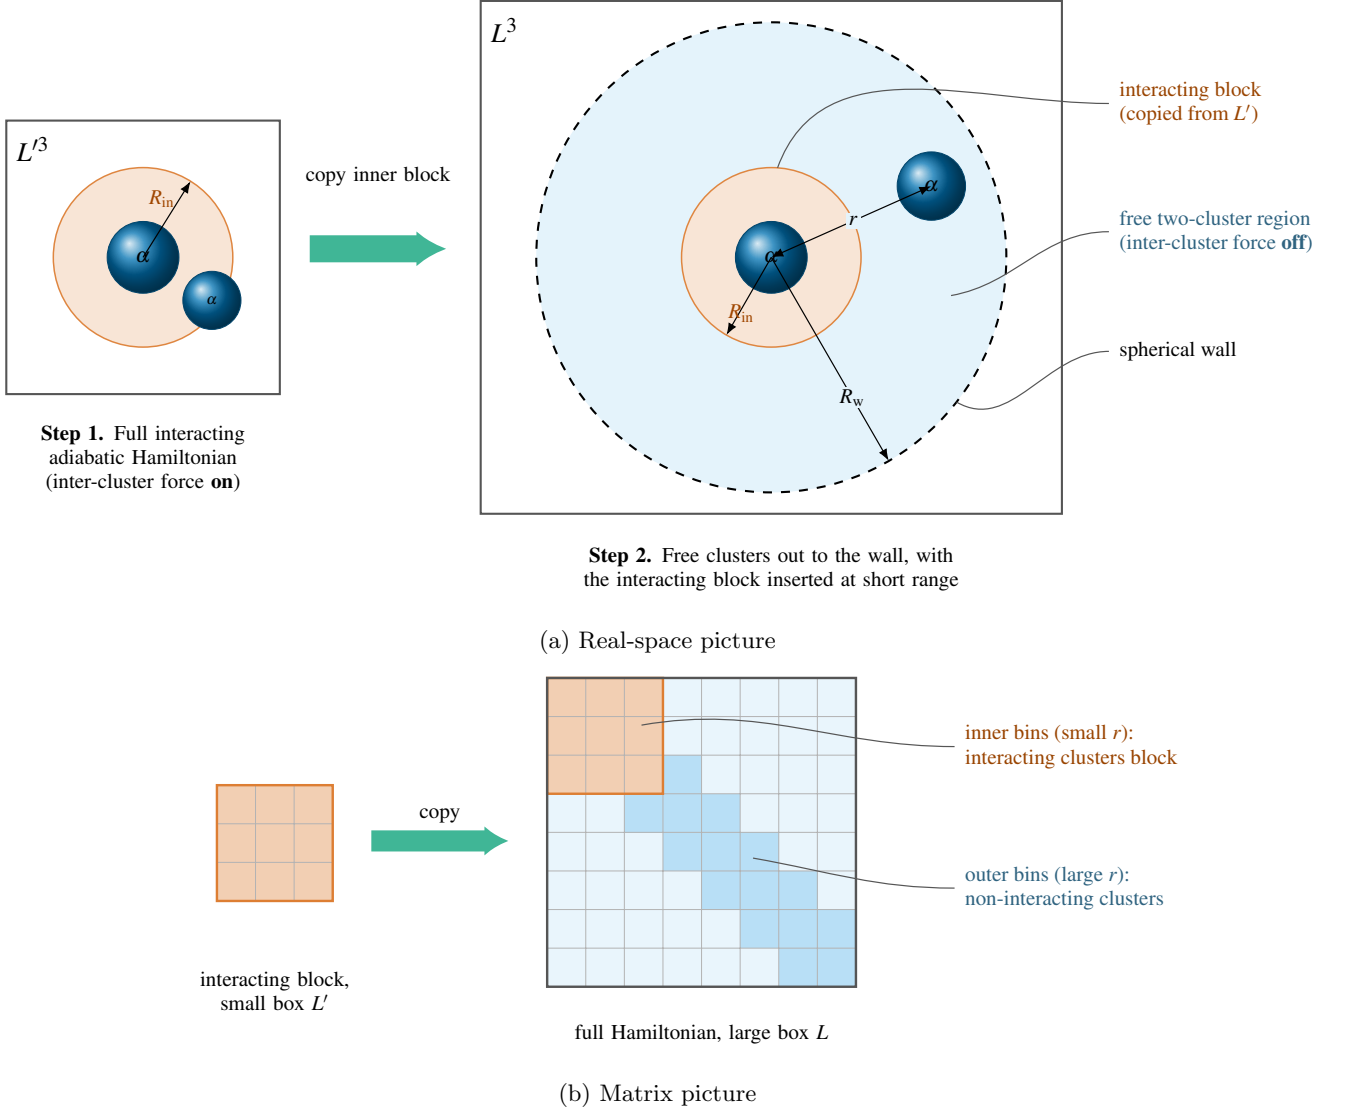 L³
interacting block
(copied from L′)
L′³
α
copy inner block
R_in
r
free two-cluster region
(inter-cluster force off)
α
α
α
R_in
spherical wall
R_w
Step 1. Full interacting
adiabatic Hamiltonian
(inter-cluster force on)
Step 2. Free clusters out to the wall, with
the interacting block inserted at short range
(a) Real-space picture
inner bins (small r):
interacting clusters block
copy
outer bins (large r):
non-interacting clusters
interacting block,
small box L′
full Hamiltonian, large box L
(b) Matrix picture